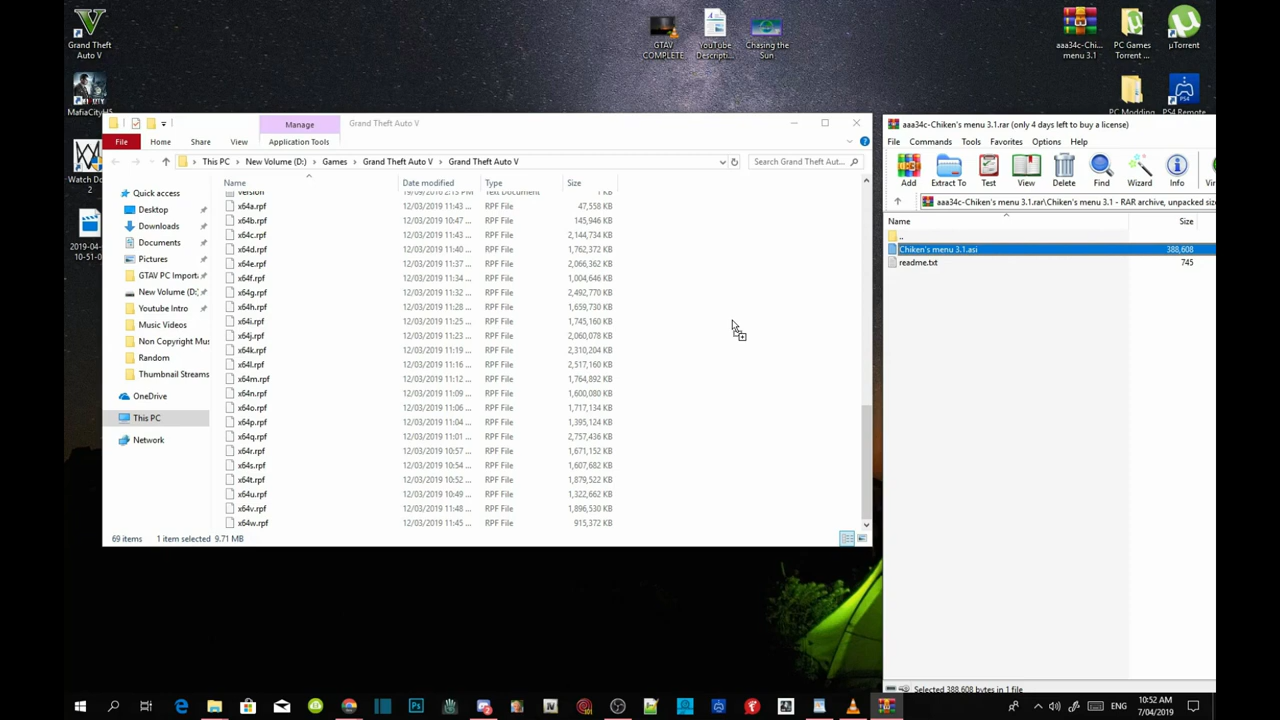 Grand Theft
Auto V
GTAV
COMPLETE
YouTube
Descripti...
Chasing the
Sun
aaa34c-Chi...
menu 3.1
PC Games
Torrent ...
µTorrent
PC Modding
PS4 Remote
Watch Do
2
2019-04-
10-51-0
Manage
Grand Theft Auto V
File
Home
Share
View
Application Tools
This PC
New Volume (D:)
Games
Grand Theft Auto V
Grand Theft Auto V
Search Grand Theft Aut...
Name
Date modified
Type
Size
version
Text Document
1 KB
x64a.rpf 12/03/2019 11:43 ... RPF File 47,558 KB
x64b.rpf 12/03/2019 10:47 ... RPF File 145,946 KB
x64c.rpf 12/03/2019 11:43 ... RPF File 2,144,734 KB
x64d.rpf 12/03/2019 11:40 ... RPF File 1,762,372 KB
x64e.rpf 12/03/2019 11:38 ... RPF File 2,066,362 KB
x64f.rpf 12/03/2019 11:34 ... RPF File 1,004,646 KB
x64g.rpf 12/03/2019 11:32 ... RPF File 2,492,770 KB
x64h.rpf 12/03/2019 11:28 ... RPF File 1,659,730 KB
x64i.rpf 12/03/2019 11:25 ... RPF File 1,745,160 KB
x64j.rpf 12/03/2019 11:23 ... RPF File 2,060,078 KB
x64k.rpf 12/03/2019 11:19 ... RPF File 2,310,204 KB
x64l.rpf 12/03/2019 11:16 ... RPF File 2,517,160 KB
x64m.rpf 12/03/2019 11:12 ... RPF File 1,764,892 KB
x64n.rpf 12/03/2019 11:09 ... RPF File 1,600,080 KB
x64o.rpf 12/03/2019 11:06 ... RPF File 1,717,134 KB
x64p.rpf 12/03/2019 11:04 ... RPF File 1,395,124 KB
x64q.rpf 12/03/2019 11:01 ... RPF File 2,757,436 KB
x64r.rpf 12/03/2019 10:57 ... RPF File 1,671,152 KB
x64s.rpf 12/03/2019 10:54 ... RPF File 1,607,682 KB
x64t.rpf 12/03/2019 10:52 ... RPF File 1,879,522 KB
x64u.rpf 12/03/2019 10:49 ... RPF File 1,322,662 KB
x64v.rpf 12/03/2019 11:48 ... RPF File 1,896,530 KB
x64w.rpf 12/03/2019 11:45 ... RPF File 915,372 KB
Quick access
Desktop
Downloads
Documents
Pictures
GTAV PC Import
New Volume (D:
Youtube Intro
Music Videos
Non Copyright Mu
Random
Thumbnail Streams
OneDrive
This PC
Network
69 items
1 item selected 9.71 MB
aaa34c-Chiken's menu 3.1.rar (only 4 days left to buy a license)
File Commands Tools Favorites Options Help
Add
Extract To
Test
View
Delete
Find
Wizard
Info
aaa34c-Chiken's menu 3.1.rar\Chiken's menu 3.1 - RAR archive, unpacked size
Name
Size
..
Chiken's menu 3.1.asi 388,608
readme.txt 745
Selected 388,608 bytes in 1 file
ENG
10:52 AM
7/04/2019